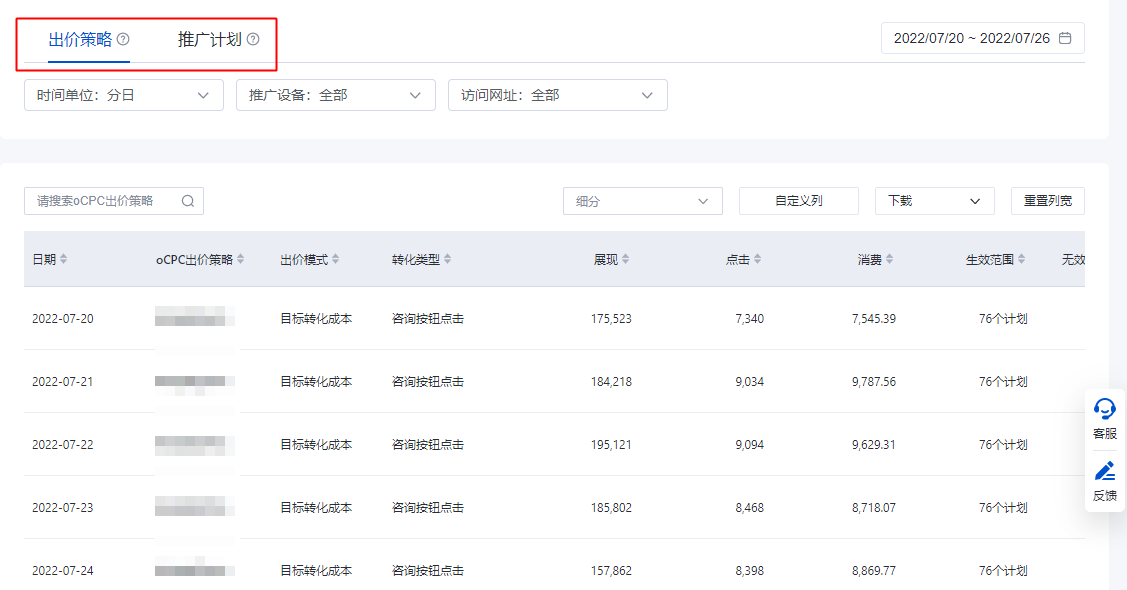 出价策略 推广计划 2022/07/20 ~ 2022/07/26
时间单位：分日 推广设备：全部 访问网址：全部
请搜索oCPC出价策略 细分 自定义列 下载 重置列宽
日期 oCPC出价策略 出价模式 转化类型 展现 点击 消费 生效范围 无效
2022-07-20 目标转化成本 咨询按钮点击 175,523 7,340 7,545.39 76个计划
2022-07-21 目标转化成本 咨询按钮点击 184,218 9,034 9,787.56 76个计划
2022-07-22 目标转化成本 咨询按钮点击 195,121 9,094 9,629.31 76个计划
2022-07-23 目标转化成本 咨询按钮点击 185,802 8,468 8,718.07 76个计划
2022-07-24 目标转化成本 咨询按钮点击 157,862 8,398 8,869.77 76个计划
客服
反馈